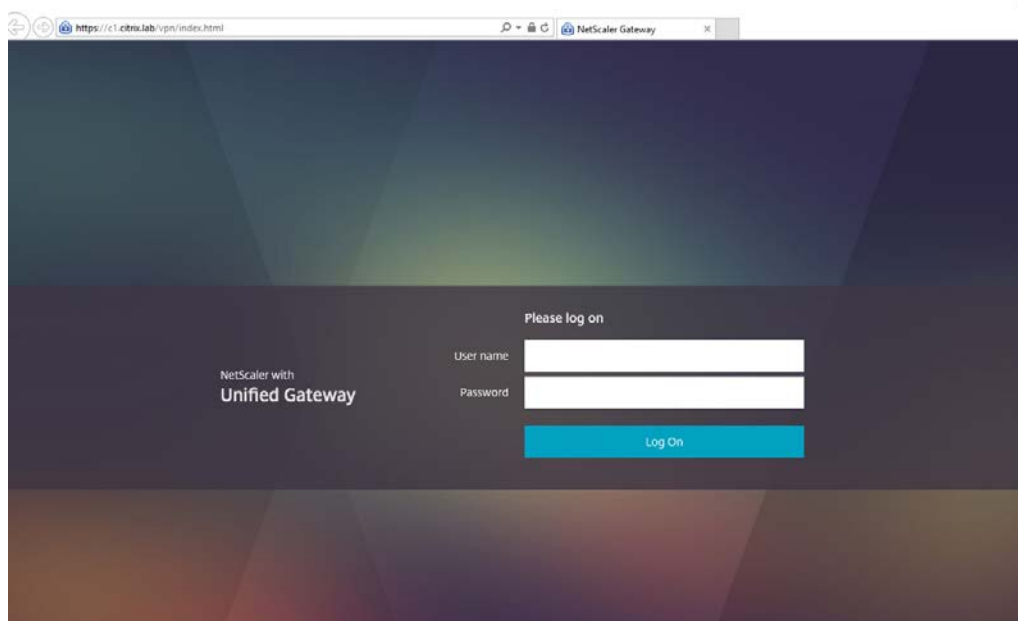 https://c1.citrix.lab/vpn/index.html
NetScaler Gateway
Please log on
User name
NetScaler with
Unified Gateway
Password
Log On